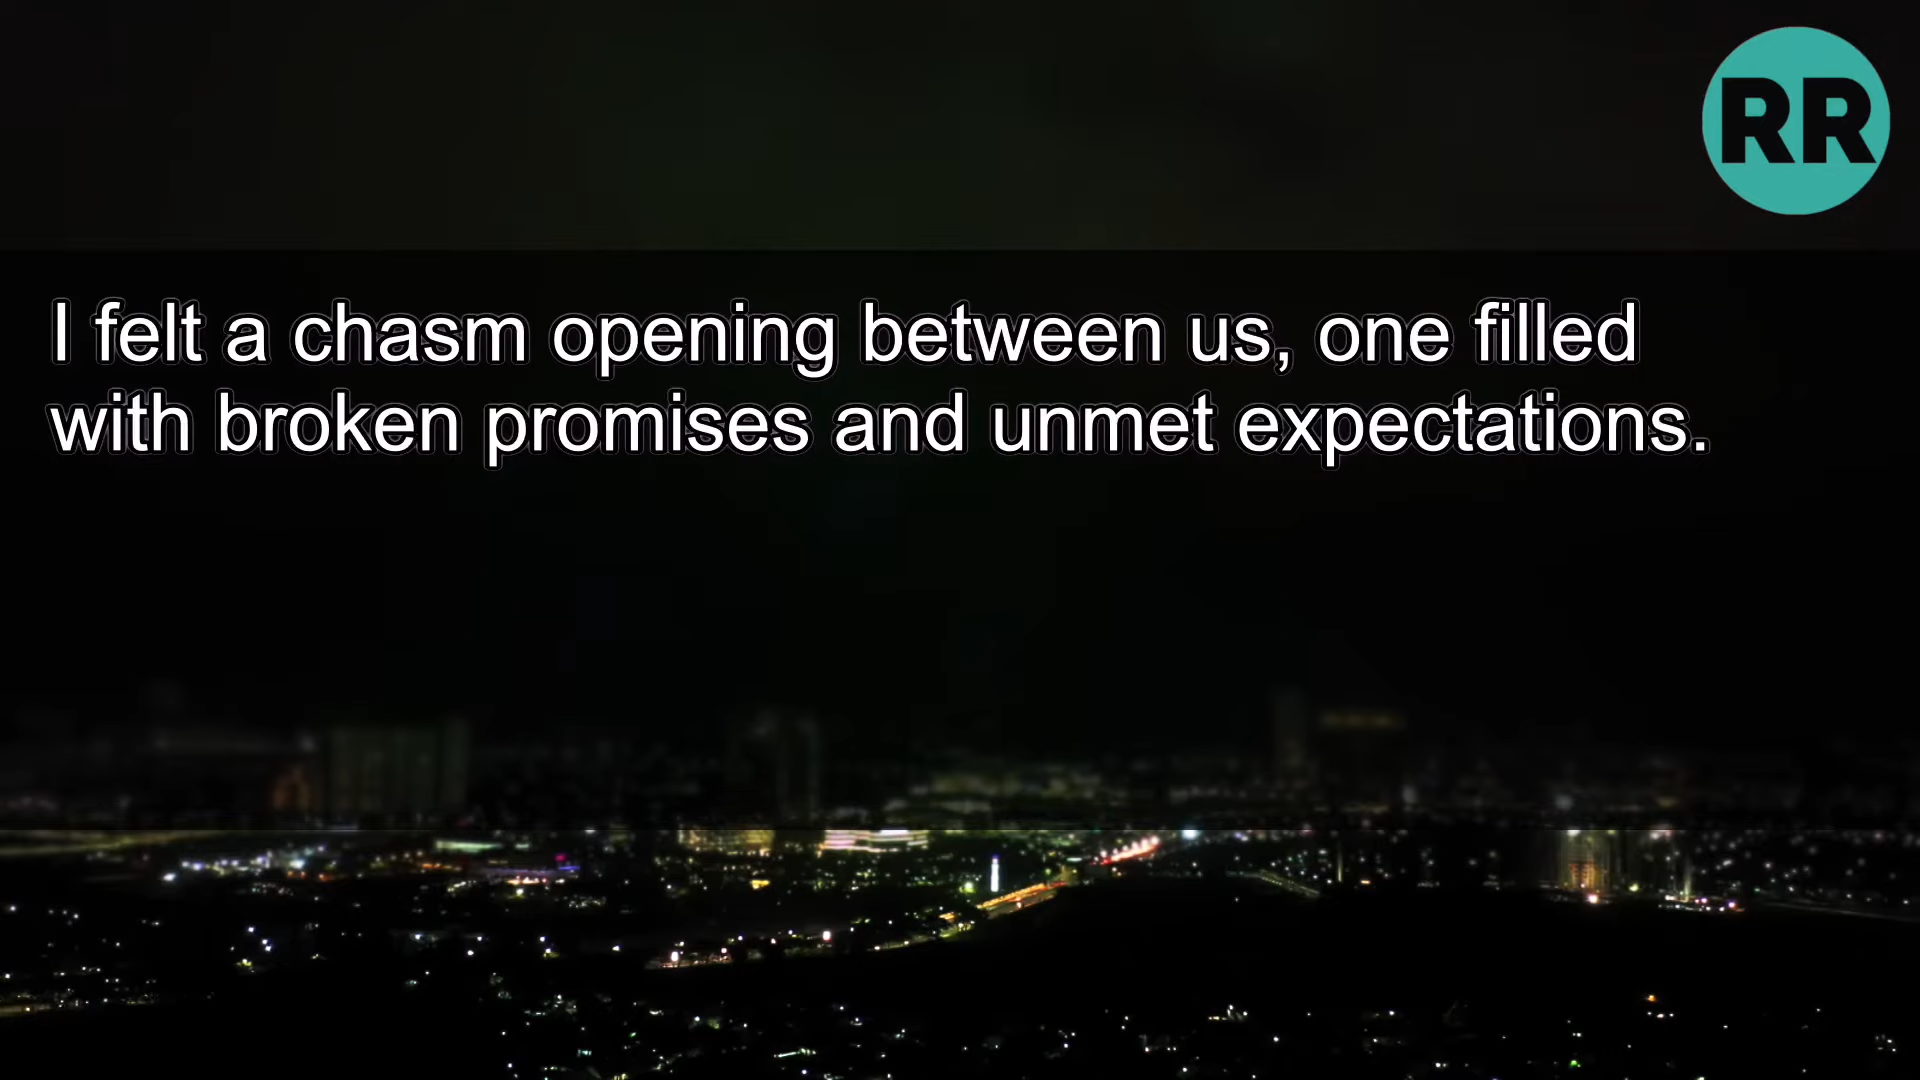 RR
I felt a chasm opening between us, one filled
with broken promises and unmet expectations.